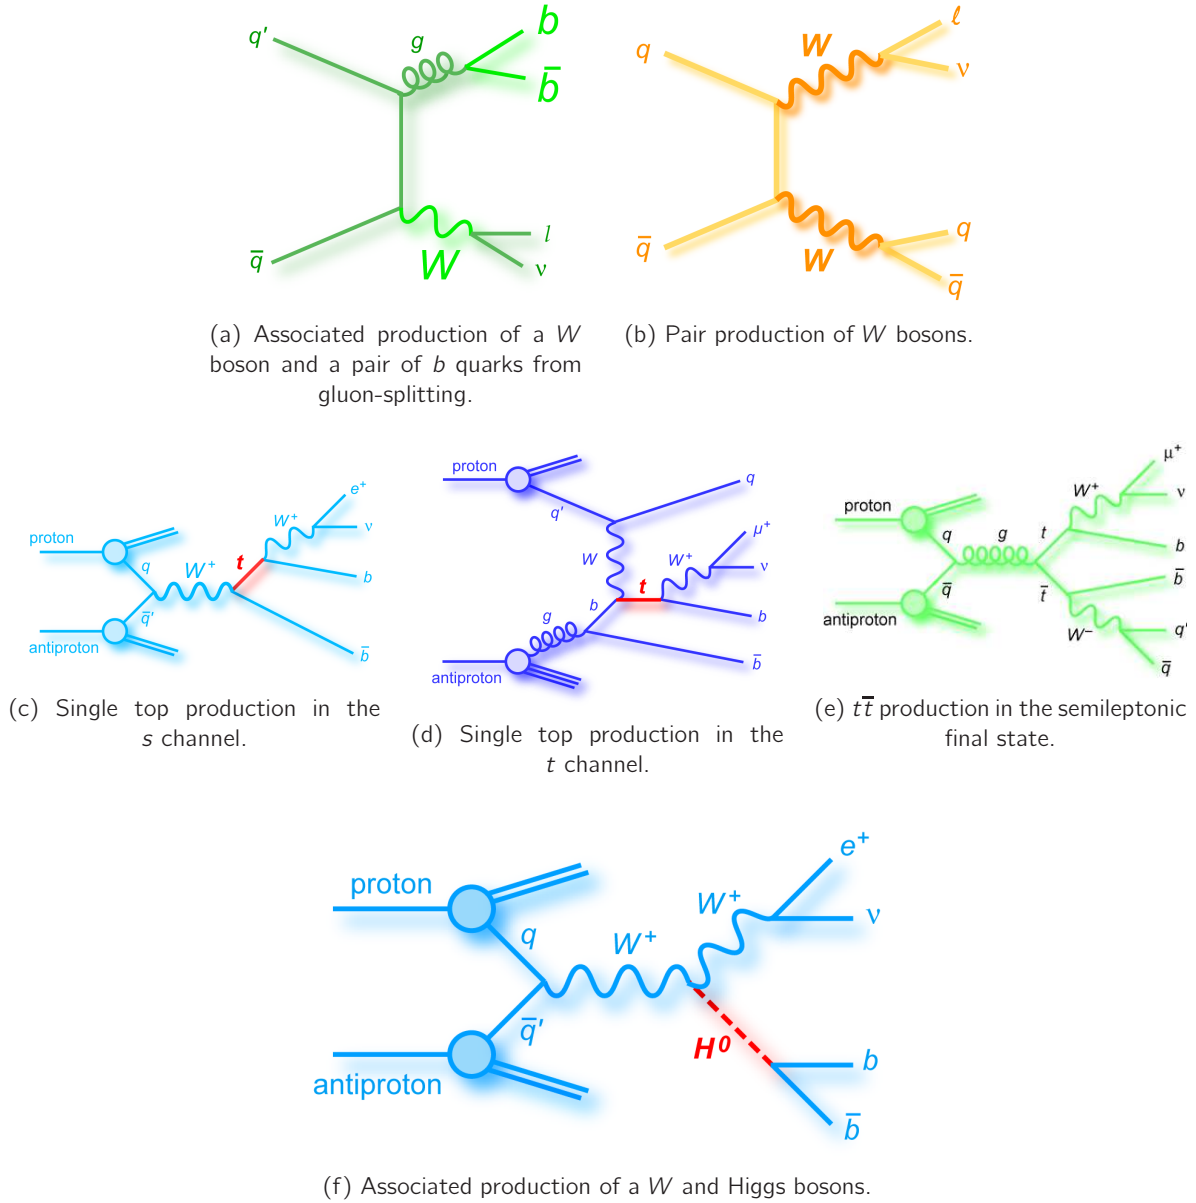 q′
g
b
b̄
q̄
W
l
ν
q
W
ℓ
ν
q̄
W
q
q̄
(a) Associated production of a W
boson and a pair of b quarks from
gluon-splitting.
(b) Pair production of W bosons.
proton
q
W⁺
t
W⁺
e⁺
ν
b
q̄′
antiproton
b̄
(c) Single top production in the
s channel.
proton
q′
q
W
μ⁺
W⁺
ν
t
b
b
g
b̄
antiproton
(d) Single top production in the
t channel.
proton
q
g
t
W⁺
μ⁺
ν
b
b̄
q̄
t̄
W⁻
q′
q̄
antiproton
(e) tt̄ production in the semileptonic
final state.
proton
q
W⁺
W⁺
e⁺
ν
q̄′
H⁰
b
b̄
antiproton
(f) Associated production of a W and Higgs bosons.